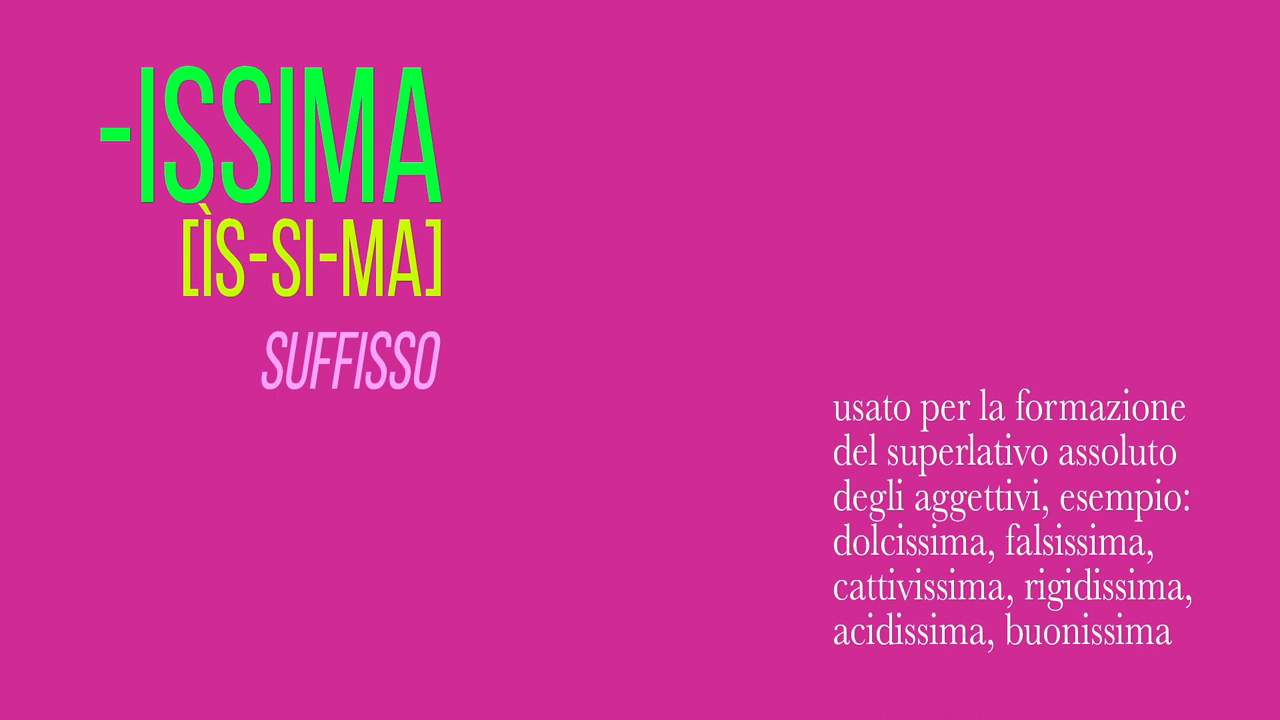 -ISSIMA
[ÌS-SI-MA]
SUFFISSO
usato per la formazione
del superlativo assoluto
degli aggettivi, esempio:
dolcissima, falsissima,
cattivissima, rigidissima,
acidissima, buonissima